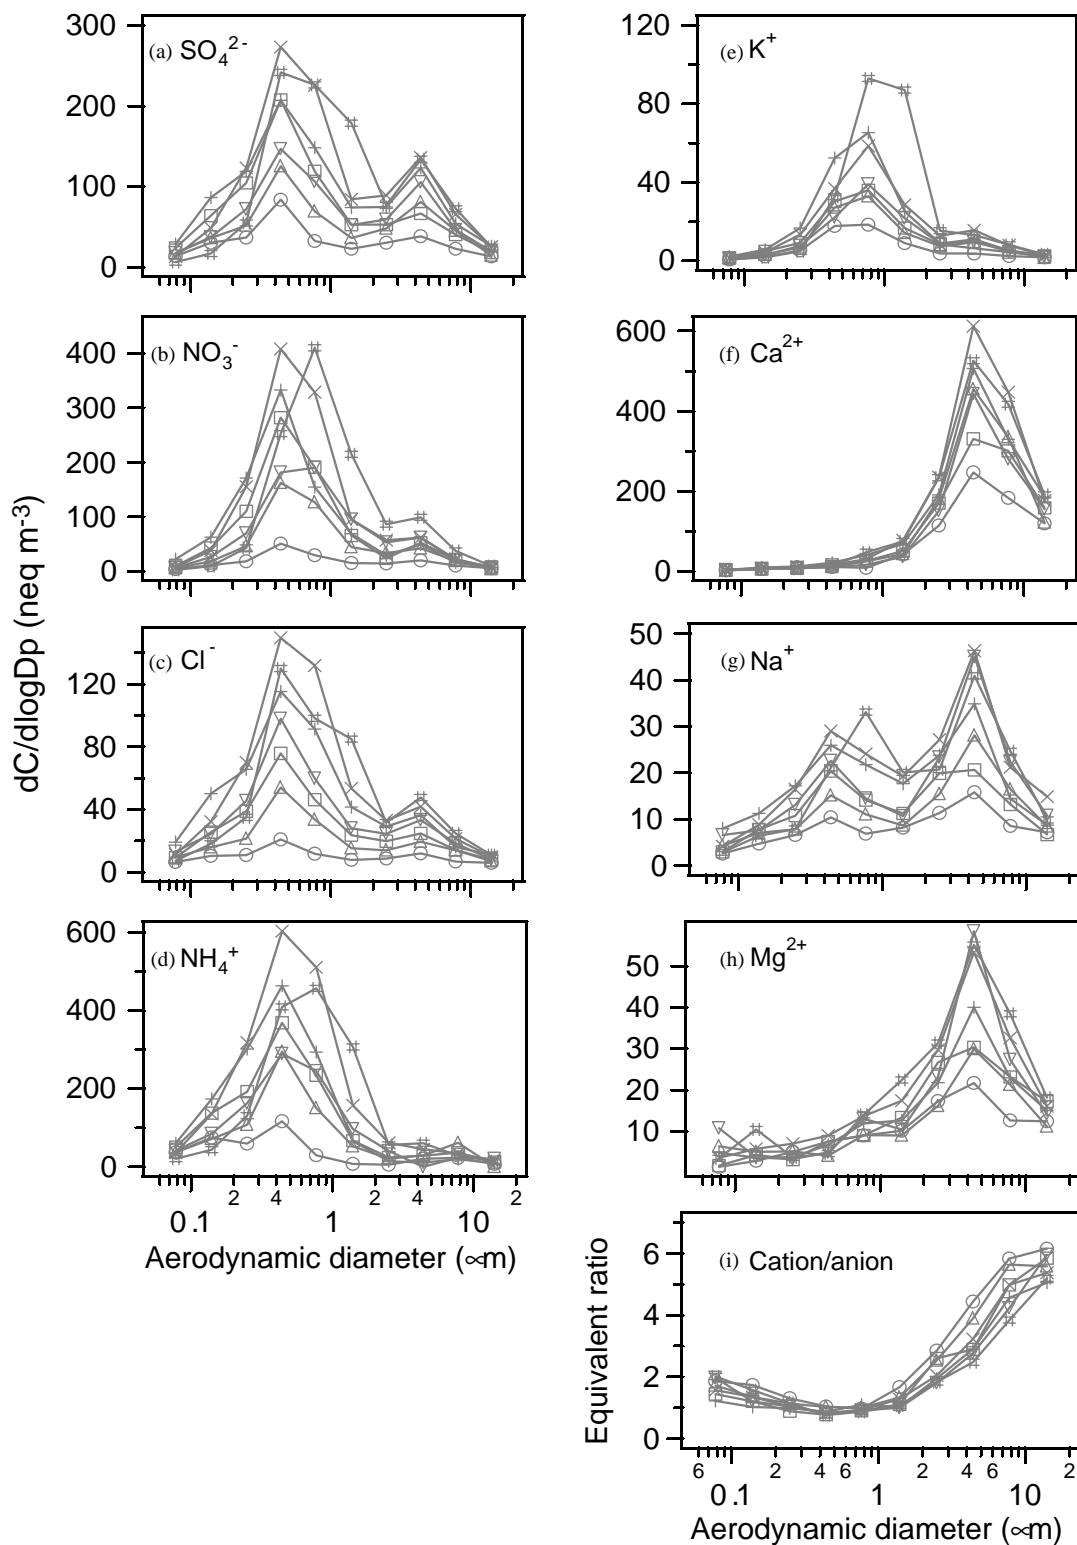 (a) SO₄²⁻
300
200
100
0
(b) NO₃⁻
400
300
200
100
0
(c) Cl⁻
120
80
40
0
(d) NH₄⁺
600
400
200
0
2 4 2 4 2
0.1 1 10
Aerodynamic diameter (∝m)
dC/dlogDp (neq m⁻³)
(e) K⁺
120
80
40
0
(f) Ca²⁺
600
400
200
0
(g) Na⁺
50
40
30
20
10
0
(h) Mg²⁺
50
40
30
20
10
(i) Cation/anion
6
4
2
0
Equivalent ratio
6 2 4 6 2 4 6 2
0.1 1 10
Aerodynamic diameter (∝m)